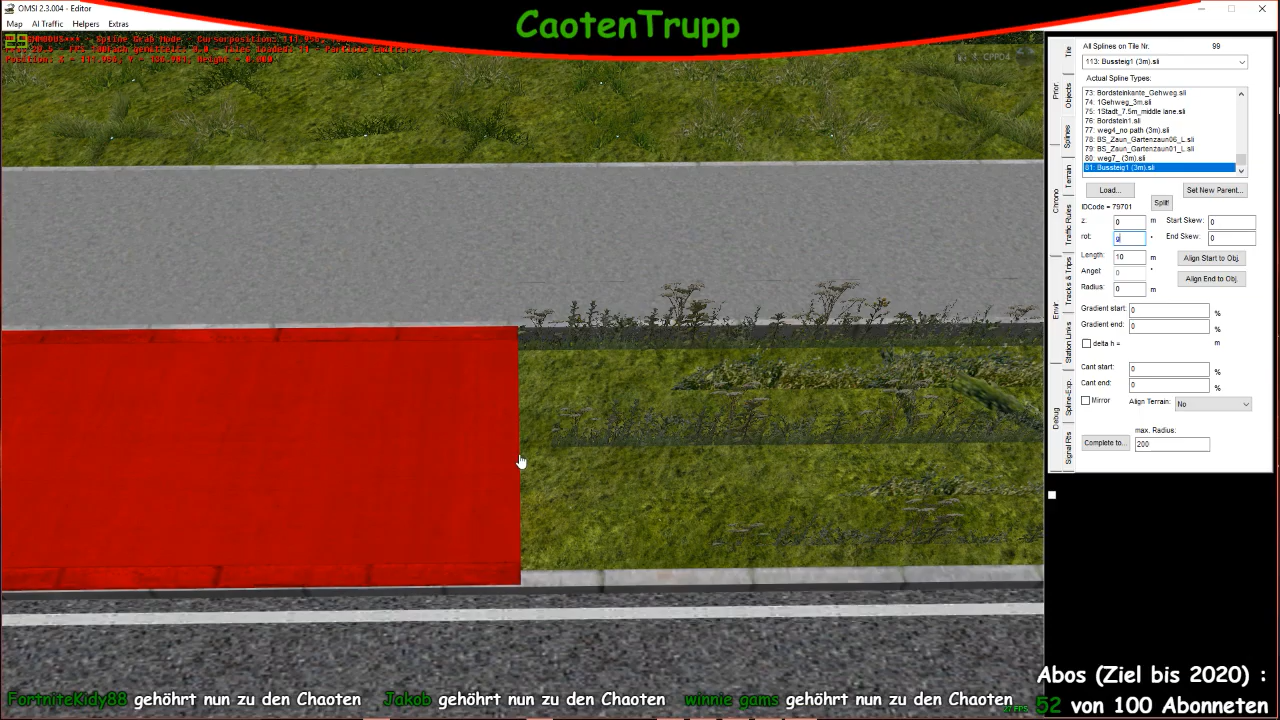 OMSI 2.3.004 - Editor
CaotenTrupp
Map AI Traffic Helpers Extras
All Splines on Tile Nr. 99
113: Bussteig1 (3m).sli
Actual Spline Types:
73: Bordsteinkante_Gehweg.sli
74: 1Gehweg_3m.sli
75: 1Stadt_7.5m_middle lane.sli
76: Bordstein1.sli
77: weg4_no path (3m).sli
78: BS_Zaun_Gartenzaun06_L.sli
79: BS_Zaun_Gartenzaun01_L.sli
80: weg7_ (3m).sli
81: Bussteig1 (3m).sli
Load... Set New Parent...
IDCode = 79701 Split!
z: 0 m Start Skew: 0
rot: ° End Skew: 0
Length: 10 m Align Start to Obj.
Angel: 0 ° Align End to Obj.
Radius: 0 m
Gradient start: 0 %
Gradient end: 0 %
delta h = m
Cant start: 0 %
Cant end: 0 %
Mirror Align Terrain: No
max. Radius:
Complete to... 200
Tile
Prior. Objects
Splines
Terrain
Chrono
Traffic Rules
Tracks & Trips
Envir
Station Links
Spline-Exp.
Debug
Signal Rts
Abos (Ziel bis 2020) :
52 von 100 Abonneten
FortniteKidy88 gehöhrt nun zu den Chaoten Jakob gehöhrt nun zu den Chaoten winnie gams gehöhrt nun zu den Chaoten